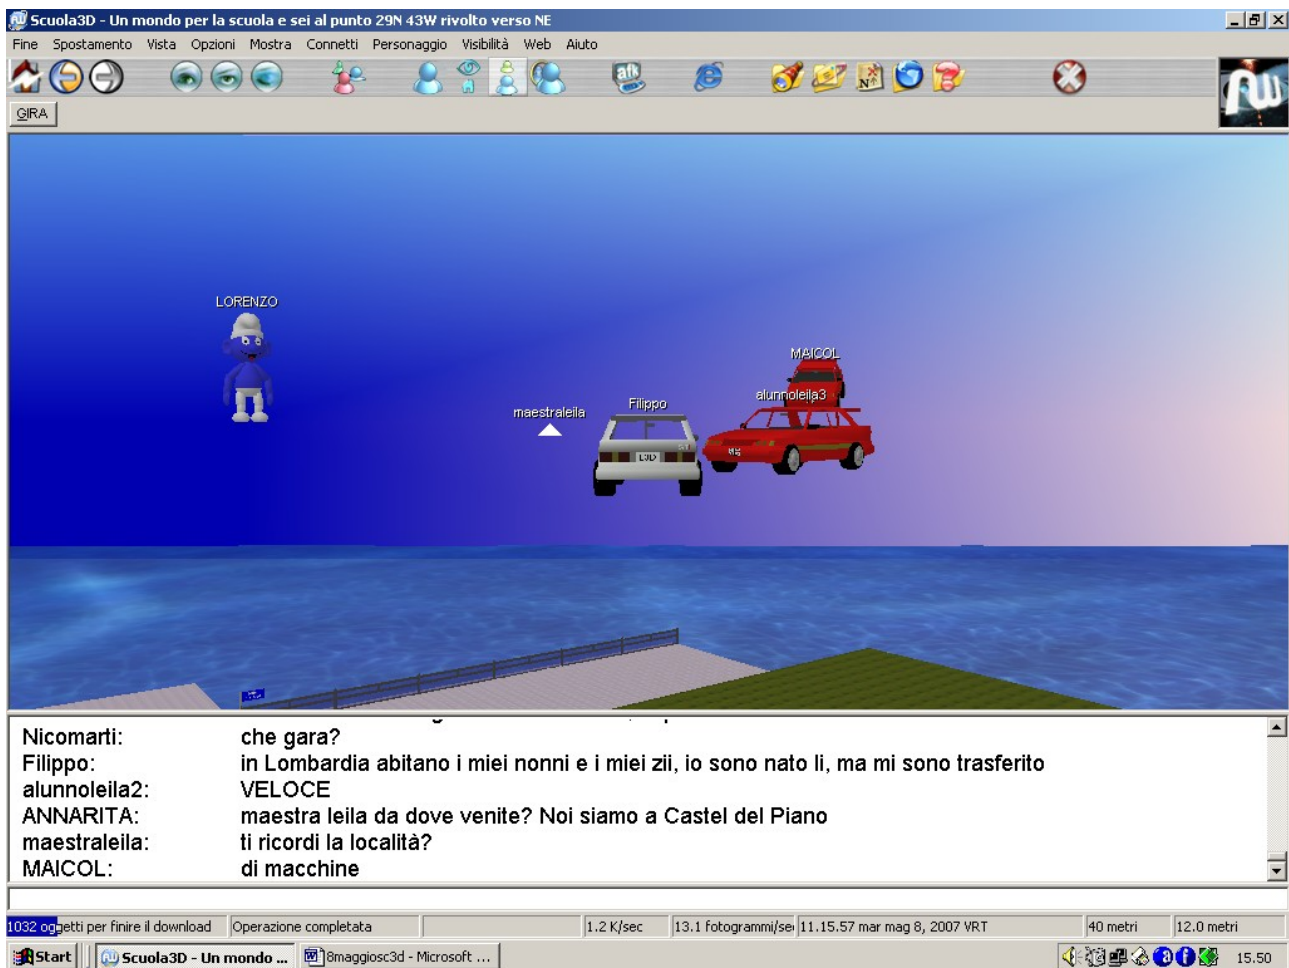 Scuola3D - Un mondo per la scuola e sei al punto 29N 43W rivolto verso NE
Fine Spostamento Vista Opzioni Mostra Connetti Personaggio Visibilità Web Aiuto
afk
N
GIRA
LORENZO
MAICOL
alunnoleila3
Filippo
maestraleila
L3D
Nicomarti: che gara?
Filippo: in Lombardia abitano i miei nonni e i miei zii, io sono nato li, ma mi sono trasferito
alunnoleila2: VELOCE
ANNARITA: maestra leila da dove venite? Noi siamo a Castel del Piano
maestraleila: ti ricordi la località?
MAICOL: di macchine
1032 oggetti per finire il download Operazione completata 1.2 K/sec 13.1 fotogrammi/se 11.15.57 mar mag 8, 2007 VRT 40 metri 12.0 metri
Start Scuola3D - Un mondo ... 8maggiosc3d - Microsoft ... 15.50